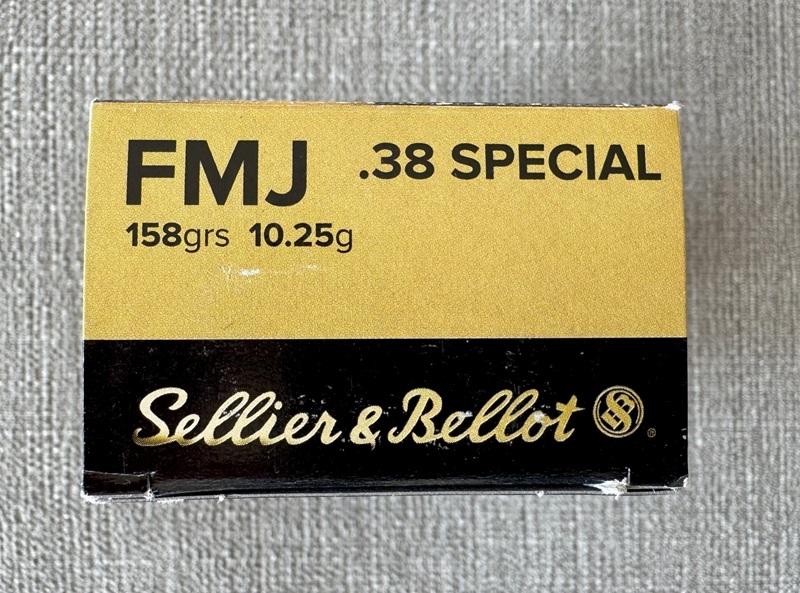 FMJ .38 SPECIAL
158grs 10.25g
Sellier & Bellot